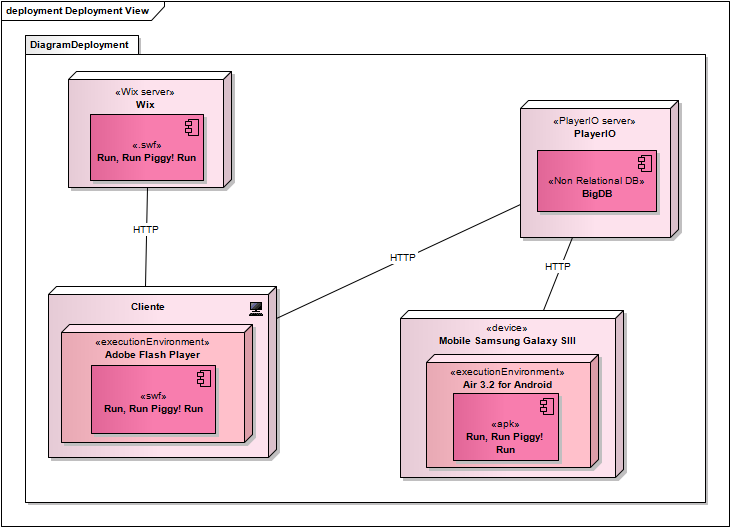 deployment Deployment View
DiagramDeployment
«Wix server»
Wix
«.swf»
Run, Run Piggy! Run
«PlayerIO server»
PlayerIO
«Non Relational DB»
BigDB
HTTP
HTTP
HTTP
Cliente
«executionEnvironment»
Adobe Flash Player
«swf»
Run, Run Piggy! Run
«device»
Mobile Samsung Galaxy SIII
«executionEnvironment»
Air 3.2 for Android
«apk»
Run, Run Piggy!
Run